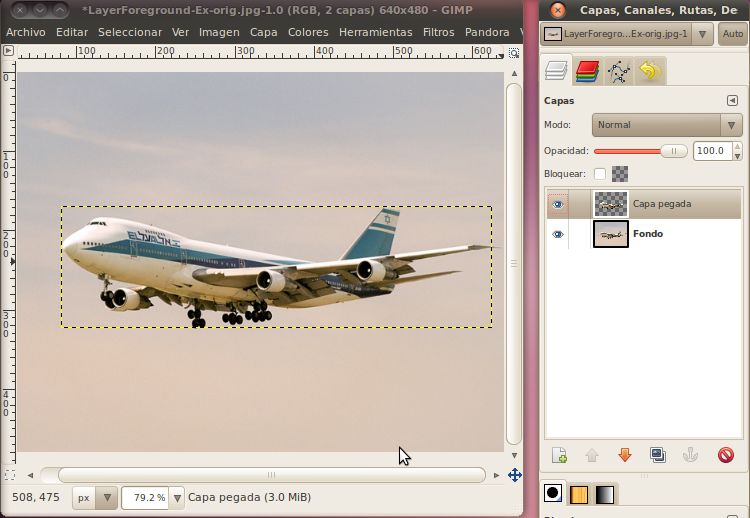 *LayerForeground-Ex-orig.jpg-1.0 (RGB, 2 capas) 640x480 – GIMP
Archivo Editar Seleccionar Ver Imagen Capa Colores Herramientas Filtros Pandora V
100 200 300 400 500 600
0
100
200
300
400
EL AL
508, 475 px 79.2 % Capa pegada (3.0 MiB)
Capas, Canales, Rutas, De
LayerForegro...Ex-orig.jpg-1 Auto
Capas
Modo: Normal
Opacidad: 100.0
Bloquear:
Capa pegada
Fondo